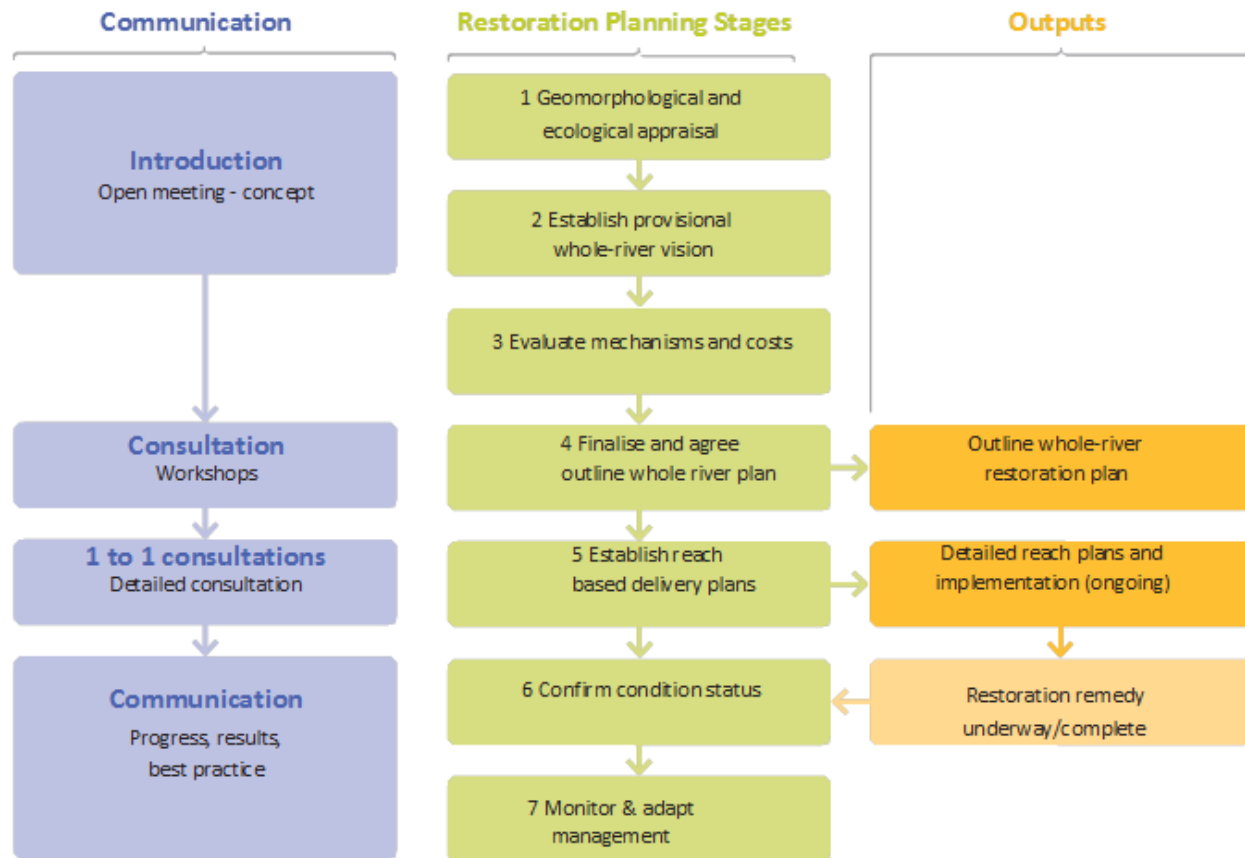 Communication
Restoration Planning Stages
Outputs
Introduction
Open meeting - concept
Consultation
Workshops
1 to 1 consultations
Detailed consultation
Communication
Progress, results,
best practice
1 Geomorphological and
ecological appraisal
2 Establish provisional
whole-river vision
3 Evaluate mechanisms and costs
4 Finalise and agree
outline whole river plan
5 Establish reach
based delivery plans
6 Confirm condition status
7 Monitor & adapt
management
Outline whole-river
restoration plan
Detailed reach plans and
implementation (ongoing)
Restoration remedy
underway/complete